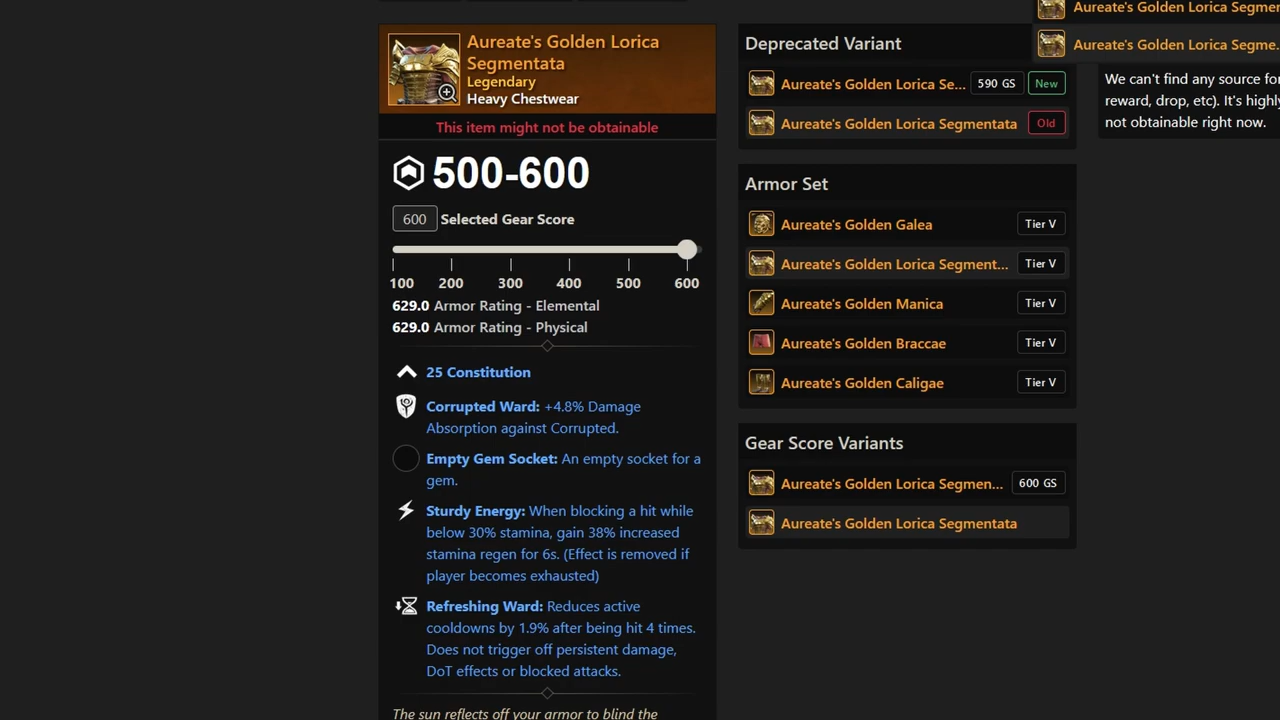 Aureate's Golden Lorica
Segmentata
Legendary
Heavy Chestwear
This item might not be obtainable
500-600
600 Selected Gear Score
100 200 300 400 500 600
629.0 Armor Rating - Elemental
629.0 Armor Rating - Physical
25 Constitution
Corrupted Ward: +4.8% Damage
Absorption against Corrupted.
Empty Gem Socket: An empty socket for a
gem.
Sturdy Energy: When blocking a hit while
below 30% stamina, gain 38% increased
stamina regen for 6s. (Effect is removed if
player becomes exhausted)
Refreshing Ward: Reduces active
cooldowns by 1.9% after being hit 4 times.
Does not trigger off persistent damage,
DoT effects or blocked attacks.
The sun reflects off your armor to blind the
Deprecated Variant
Aureate's Golden Lorica Se... 590 GS New
Aureate's Golden Lorica Segmentata Old
Armor Set
Aureate's Golden Galea Tier V
Aureate's Golden Lorica Segment... Tier V
Aureate's Golden Manica Tier V
Aureate's Golden Braccae Tier V
Aureate's Golden Caligae Tier V
Gear Score Variants
Aureate's Golden Lorica Segmen... 600 GS
Aureate's Golden Lorica Segmentata
Aureate's Golden Lorica Segmen
Aureate's Golden Lorica Segme...
We can't find any source for
reward, drop, etc). It's highly
not obtainable right now.